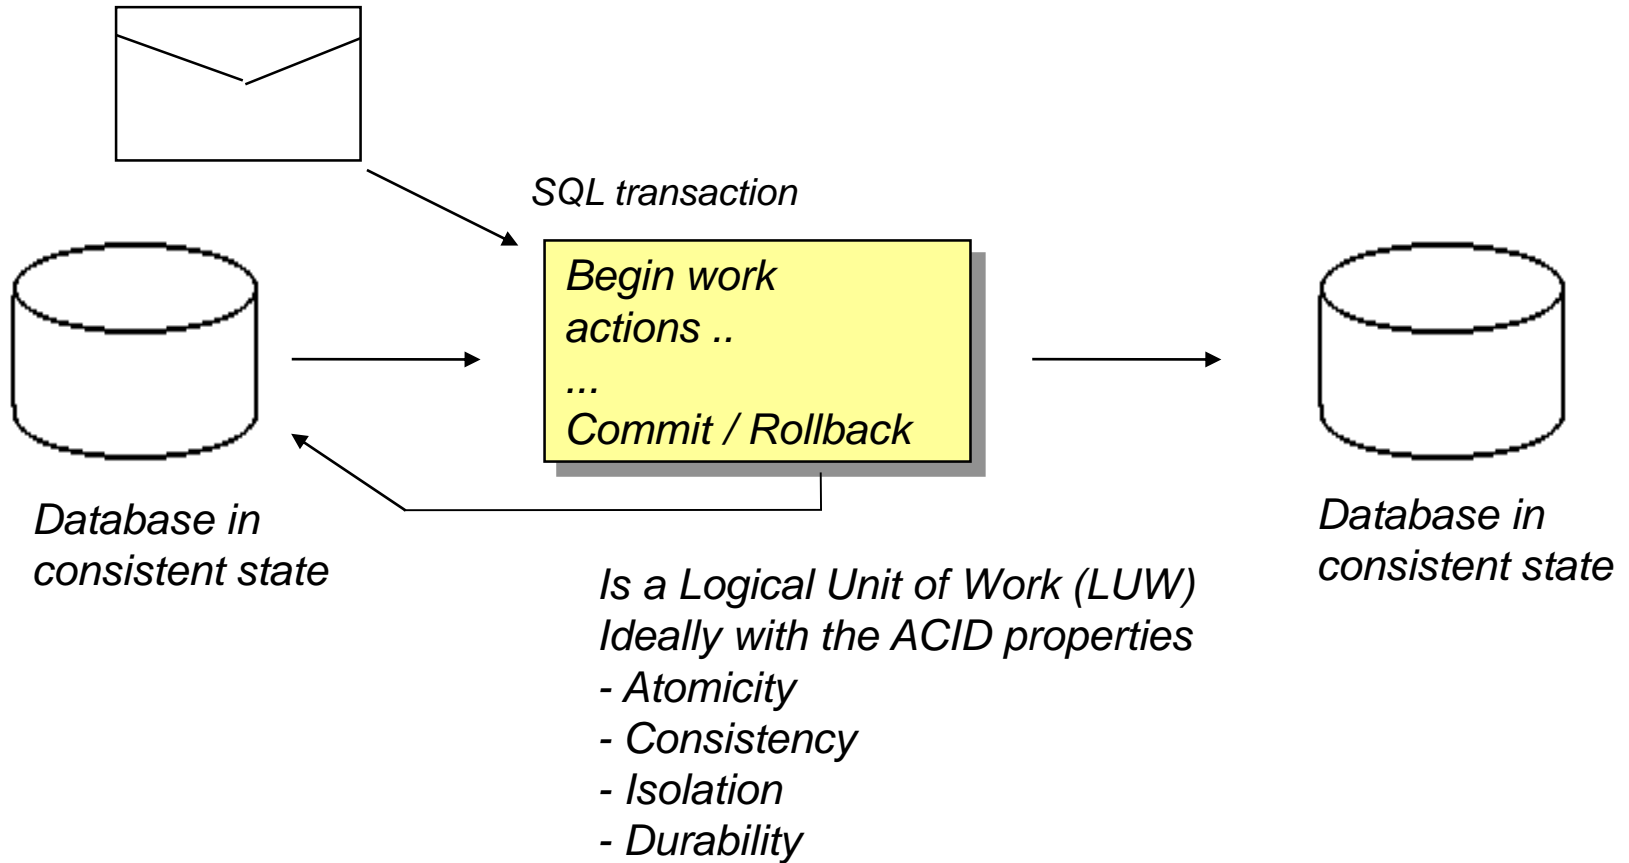 SQL transaction
Begin work
actions ..
...
Commit / Rollback
Database in
consistent state
Database in
consistent state
Is a Logical Unit of Work (LUW)
Ideally with the ACID properties
- Atomicity
- Consistency
- Isolation
- Durability